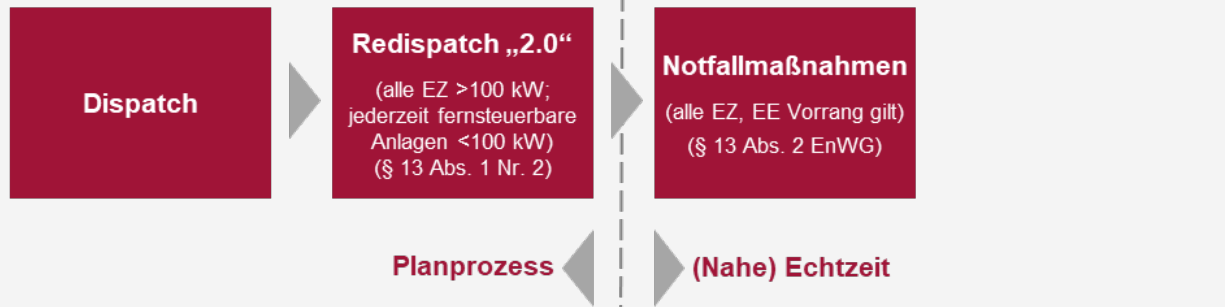 Dispatch
Redispatch „2.0“
(alle EZ >100 kW;
jederzeit fernsteuerbare
Anlagen <100 kW)
(§ 13 Abs. 1 Nr. 2)
Notfallmaßnahmen
(alle EZ, EE Vorrang gilt)
(§ 13 Abs. 2 EnWG)
Planprozess
(Nahe) Echtzeit